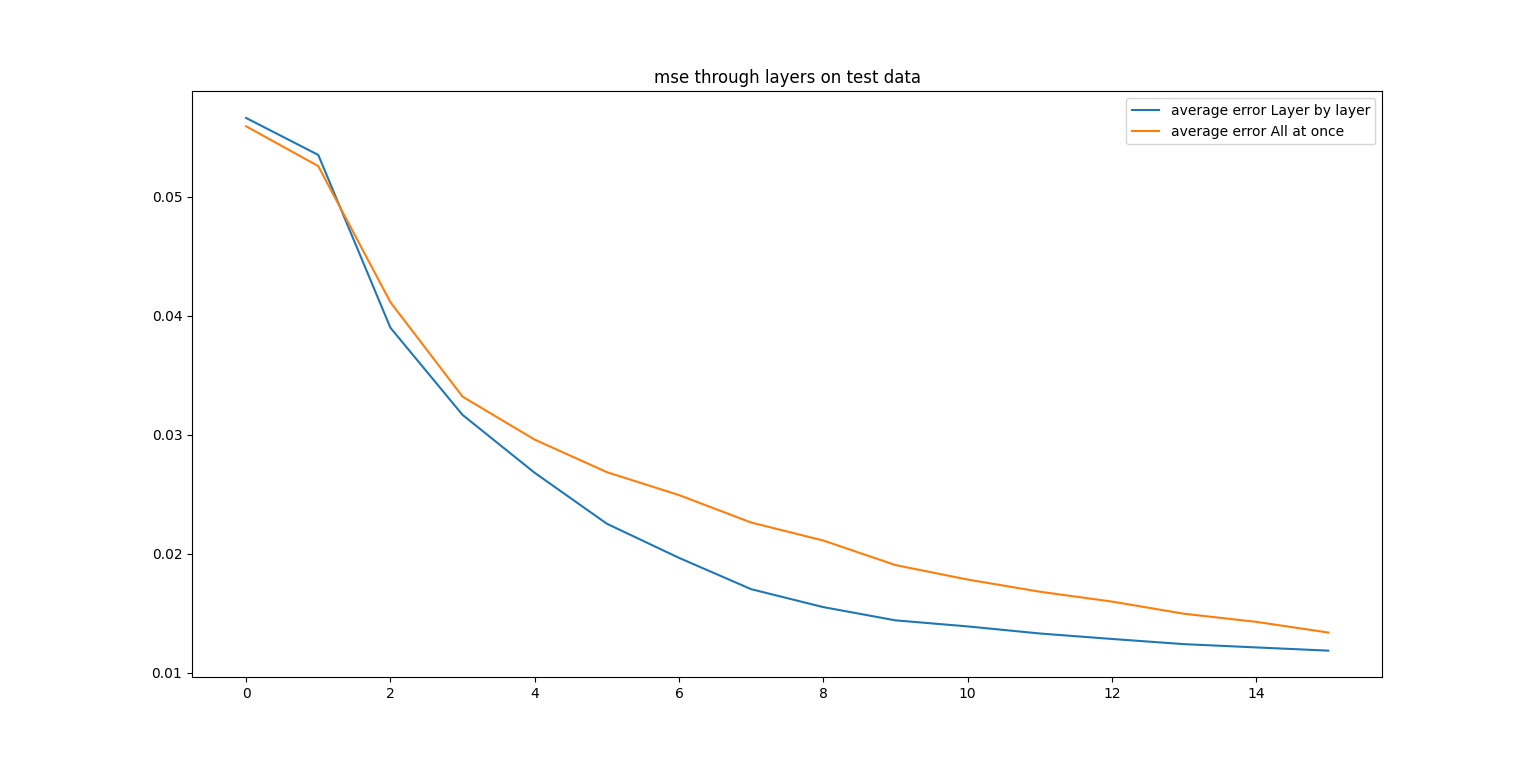 mse through layers on test data
average error Layer by layer
average error All at once
0.05
0.04
0.03
0.02
0.01
0 2 4 6 8 10 12 14